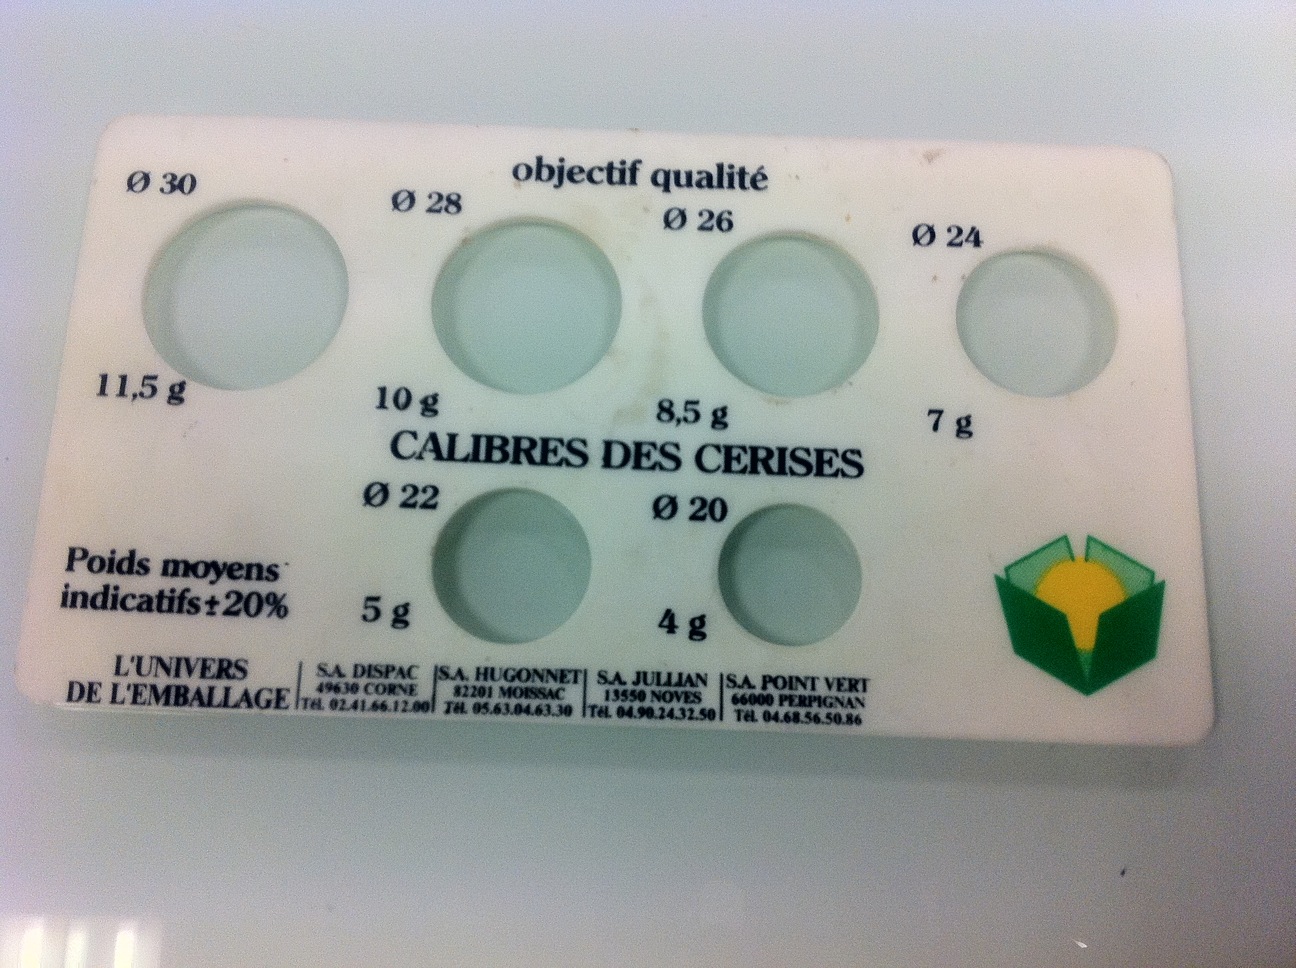 objectif qualité
Ø 30
Ø 28
Ø 26
Ø 24
11,5 g
10 g
8,5 g
7 g
CALIBRES DES CERISES
Ø 22
Ø 20
5 g
4 g
Poids moyens
indicatifs±20%
L'UNIVERS
DE L'EMBALLAGE
S.A. DISPAC
49630 CORNE
Tél. 02.41.66.12.00
S.A. HUGONNET
82201 MOISSAC
Tél. 05.63.04.63.30
S.A. JULLIAN
13550 NOVES
Tél. 04.90.24.32.50
S.A. POINT VERT
66000 PERPIGNAN
Tél. 04.68.56.50.86